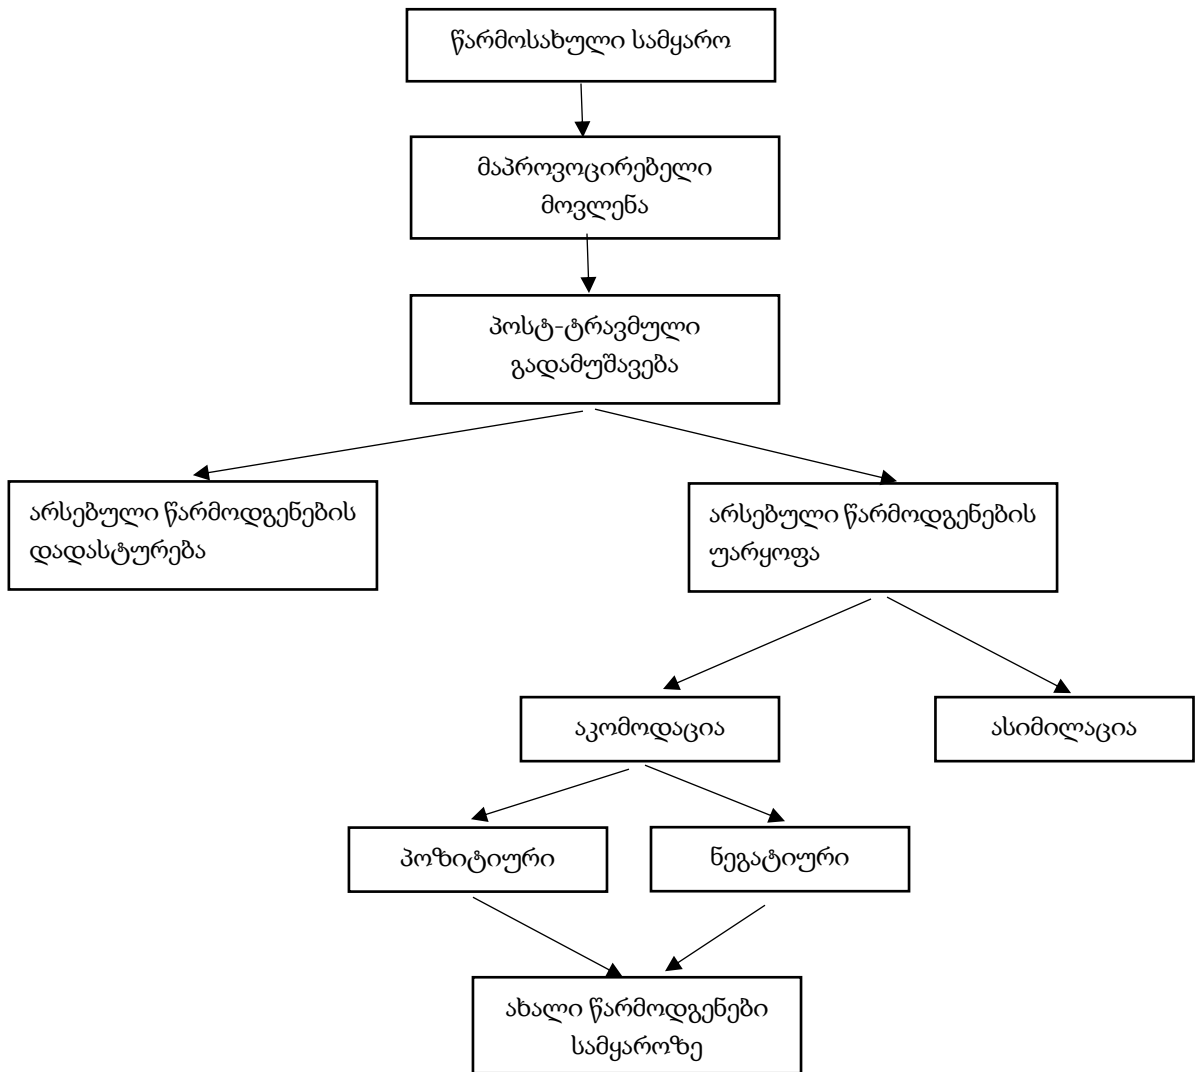 წარმოსახული სამყარო
მაპროვოცირებელი
მოვლენა
პოსტ-ტრავმული
გადამუშავება
არსებული წარმოდგენების
დადასტურება
არსებული წარმოდგენების
უარყოფა
აკომოდაცია
ასიმილაცია
პოზიტიური
ნეგატიური
ახალი წარმოდგენები
სამყაროზე